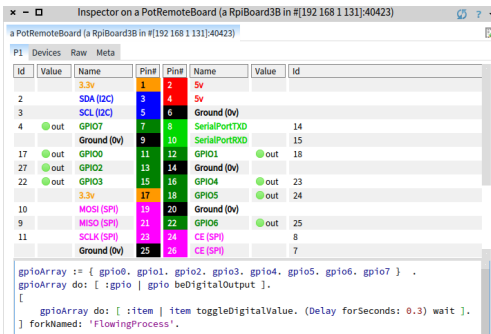 Inspector on a PotRemoteBoard (a RpiBoard3B in #[192 168 1 131]:40423)
a PotRemoteBoard (a RpiBoard3B in #[192 168 1 131]:40423)
P1 Devices Raw Meta
Id Value Name Pin# Pin# Name Value Id
3.3v 1 2 5v
2 SDA (I2C) 3 4 5v
3 SCL (I2C) 5 6 Ground (0v)
4 out GPIO7 7 8 SerialPortTXD 14
Ground (0v) 9 10 SerialPortRXD 15
17 out GPIO0 11 12 GPIO1 out 18
27 out GPIO2 13 14 Ground (0v)
22 out GPIO3 15 16 GPIO4 out 23
3.3v 17 18 GPIO5 out 24
10 MOSI (SPI) 19 20 Ground (0v)
9 MISO (SPI) 21 22 GPIO6 out 25
11 SCLK (SPI) 23 24 CE (SPI) 8
Ground (0v) 25 26 CE (SPI) 7
gpioArray := { gpio0. gpio1. gpio2. gpio3. gpio4. gpio5. gpio6. gpio7 } .
gpioArray do: [ :gpio | gpio beDigitalOutput ].
[
gpioArray do: [ :item | item toggleDigitalValue. (Delay forSeconds: 0.3) wait ].
] forkNamed: 'FlowingProcess'.